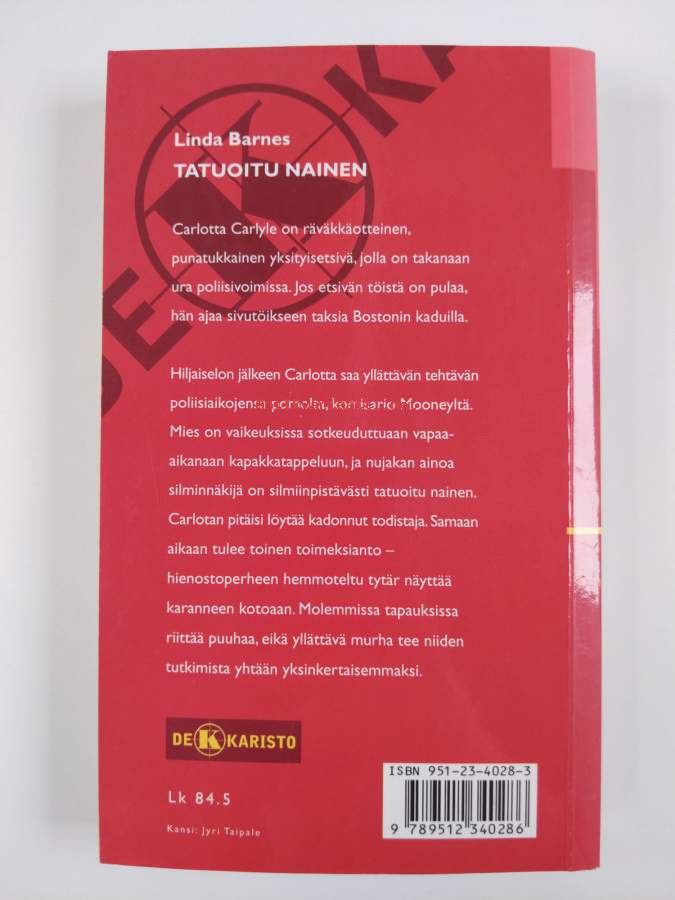 DEKKA
Linda Barnes
TATUOITU NAINEN
Carlotta Carlyle on räväkkäotteinen,
punatukkainen yksityisetsivä, jolla on takanaan
ura poliisivoimissa. Jos etsivän töistä on pulaa,
hän ajaa sivutöikseen taksia Bostonin kaduilla.
Hiljaiselon jälkeen Carlotta saa yllättävän tehtävän
poliisiaikojensa pomolta, komisario Mooneyltä.
Mies on vaikeuksissa sotkeuduttuaan vapaa-
aikanaan kapakkatappeluun, ja nujakan ainoa
silminnäkijä on silmiinpistävästi tatuoitu nainen.
Carlotan pitäisi löytää kadonnut todistaja. Samaan
aikaan tulee toinen toimeksianto –
hienostoperheen hemmoteltu tytär näyttää
karanneen kotoaan. Molemmissa tapauksissa
riittää puuhaa, eikä yllättävä murha tee niiden
tutkimista yhtään yksinkertaisemmaksi.
DEKKARISTO
ISBN 951-23-4028-3
Lk 84.5
Kansi: Jyri Taipale
9 789512 340286